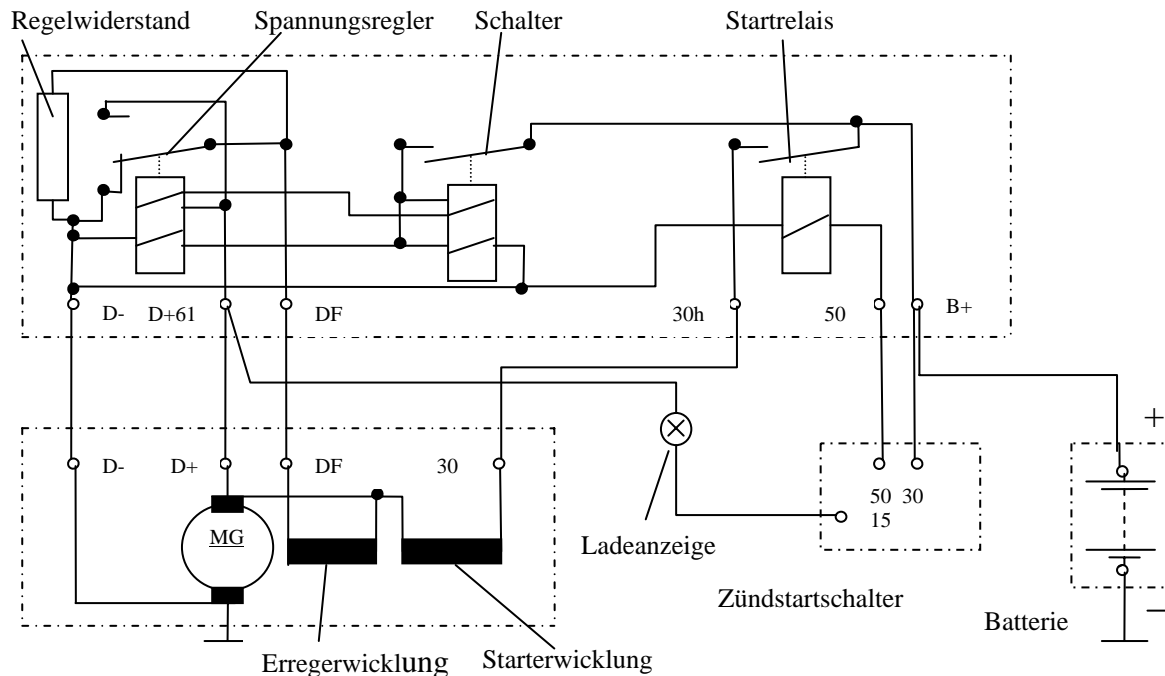 Regelwiderstand
Spannungsregler
Schalter
Startrelais
D-
D+61
DF
30h
50
B+
D-
D+
DF
30
MG
50 30
15
+
−
Ladeanzeige
Zündstartschalter
Batterie
Erregerwicklung
Starterwicklung